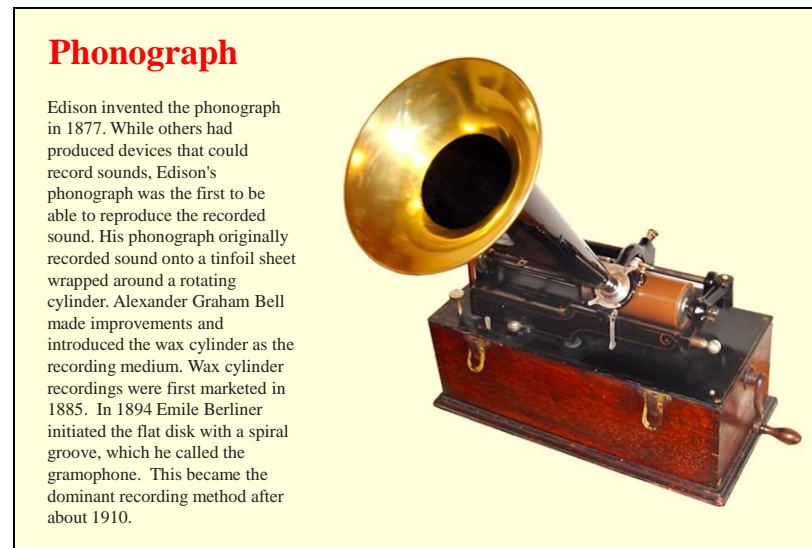 Phonograph
Edison invented the phonograph
in 1877. While others had
produced devices that could
record sounds, Edison's
phonograph was the first to be
able to reproduce the recorded
sound. His phonograph originally
recorded sound onto a tinfoil sheet
wrapped around a rotating
cylinder. Alexander Graham Bell
made improvements and
introduced the wax cylinder as the
recording medium. Wax cylinder
recordings were first marketed in
1885.  In 1894 Emile Berliner
initiated the flat disk with a spiral
groove, which he called the
gramophone.  This became the
dominant recording method after
about 1910.